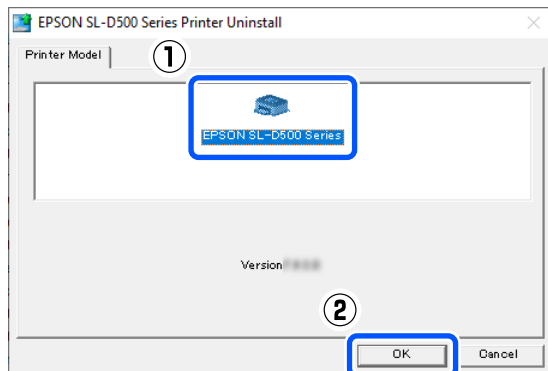 EPSON SL-D500 Series Printer Uninstall
Printer Model
①
EPSON SL-D500 Series
Version
②
OK
Cancel